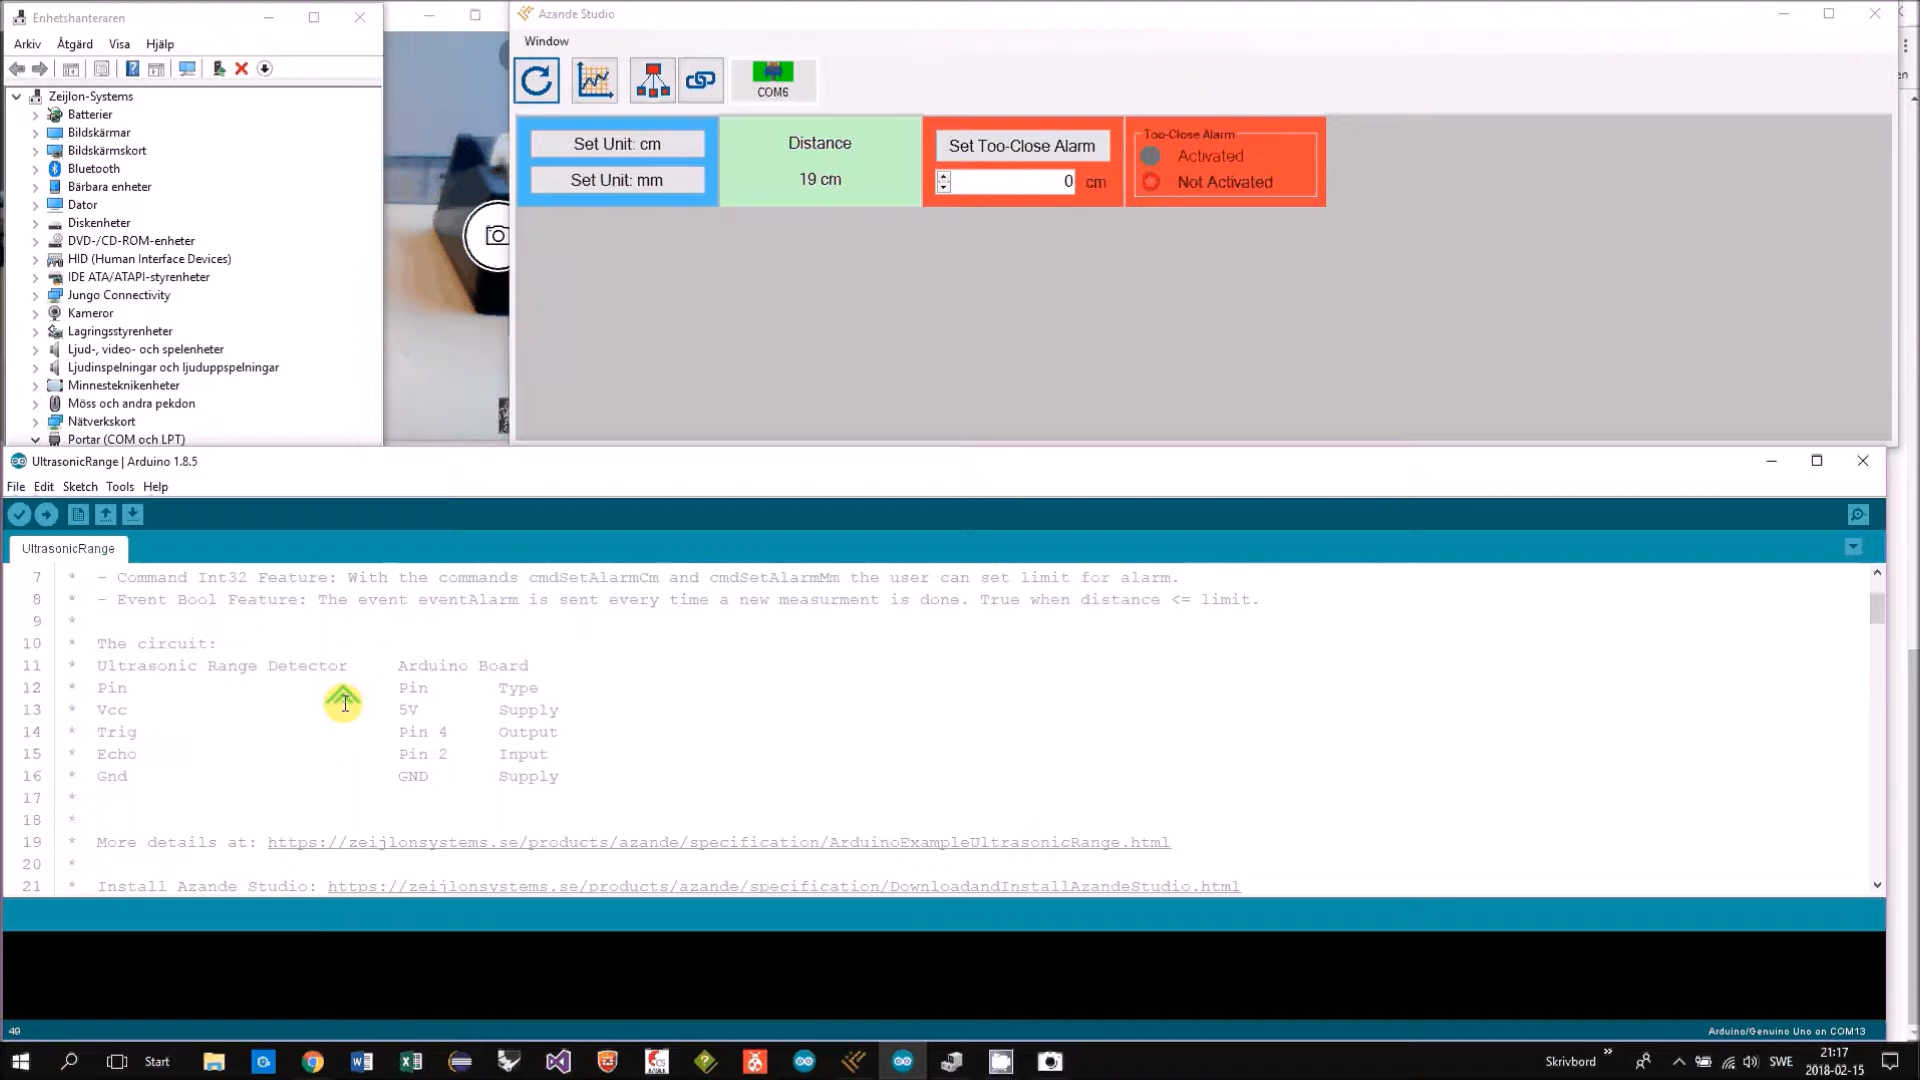 Enhetshanteraren
Arkiv Åtgärd Visa Hjälp
Zeijlon-Systems
Batterier
Bildskärmar
Bildskärmskort
Bluetooth
Bärbara enheter
Dator
Diskenheter
DVD-/CD-ROM-enheter
HID (Human Interface Devices)
IDE ATA/ATAPI-styrenheter
Jungo Connectivity
Kameror
Lagringsstyrenheter
Ljud-, video- och spelenheter
Ljudinspelningar och ljuduppspelningar
Minnesteknikenheter
Möss och andra pekdon
Nätverkskort
Portar (COM och LPT)
Azande Studio
Window
COM6
Set Unit: cm
Set Unit: mm
Distance
19 cm
Set Too-Close Alarm
0 cm
Too-Close Alarm
Activated
Not Activated
UltrasonicRange | Arduino 1.8.5
File Edit Sketch Tools Help
UltrasonicRange
7 * - Command Int32 Feature: With the commands cmdSetAlarmCm and cmdSetAlarmMm the user can set limit for alarm.
8 * - Event Bool Feature: The event eventAlarm is sent every time a new measurment is done. True when distance <= limit.
9 *
10 * The circuit:
11 * Ultrasonic Range Detector Arduino Board
12 * Pin Pin Type
13 * Vcc 5V Supply
14 * Trig Pin 4 Output
15 * Echo Pin 2 Input
16 * Gnd GND Supply
17 *
18 *
19 * More details at: https://zeijlonsystems.se/products/azande/specification/ArduinoExampleUltrasonicRange.html
20 *
21 * Install Azande Studio: https://zeijlonsystems.se/products/azande/specification/DownloadandInstallAzandeStudio.html
49 Arduino/Genuino Uno on COM13
Start Skrivbord SWE
21:17
2018-02-15